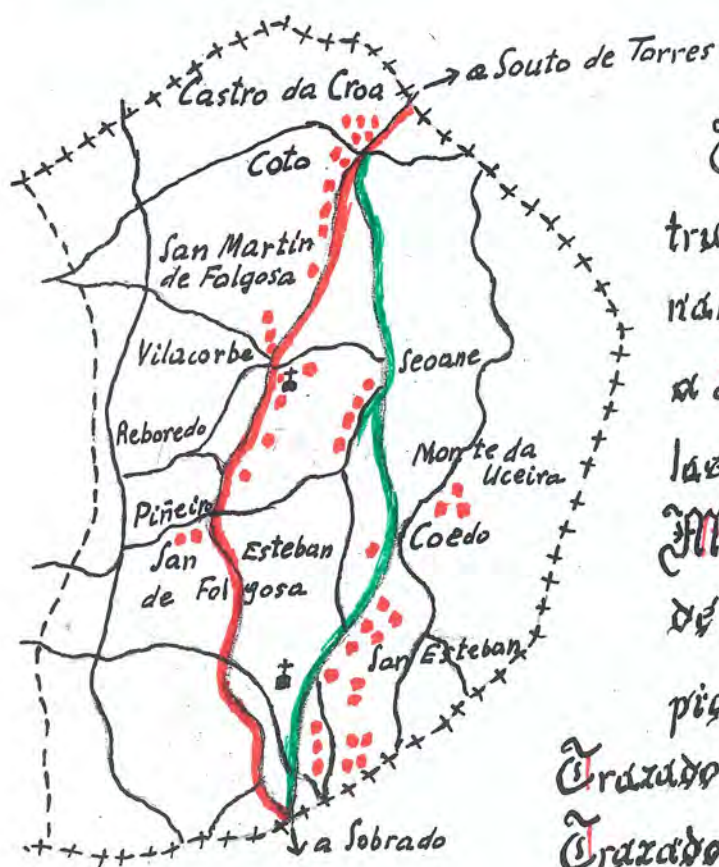 a Souto de Torres
Castro da Croa
Coto
San Martín
de Folgosa
Vilacorbe
Seoane
Reboredo
Monte da
Uceira
Piñeiro
Coedo
San Esteban
de Folgosa
San Esteban
a Sobrado
Trazado
Trazado